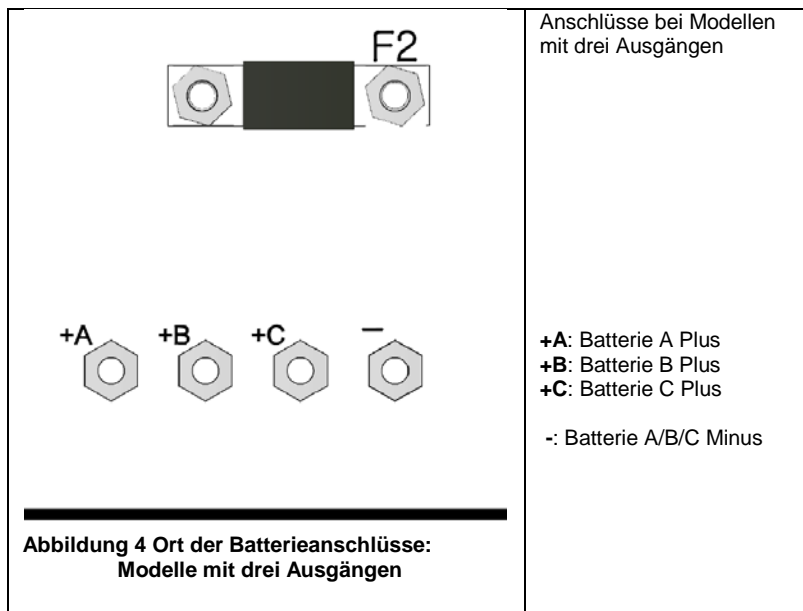 F2
+A +B +C −
Abbildung 4 Ort der Batterieanschlüsse:
Modelle mit drei Ausgängen
Anschlüsse bei Modellen
mit drei Ausgängen
+A: Batterie A Plus
+B: Batterie B Plus
+C: Batterie C Plus
-: Batterie A/B/C Minus